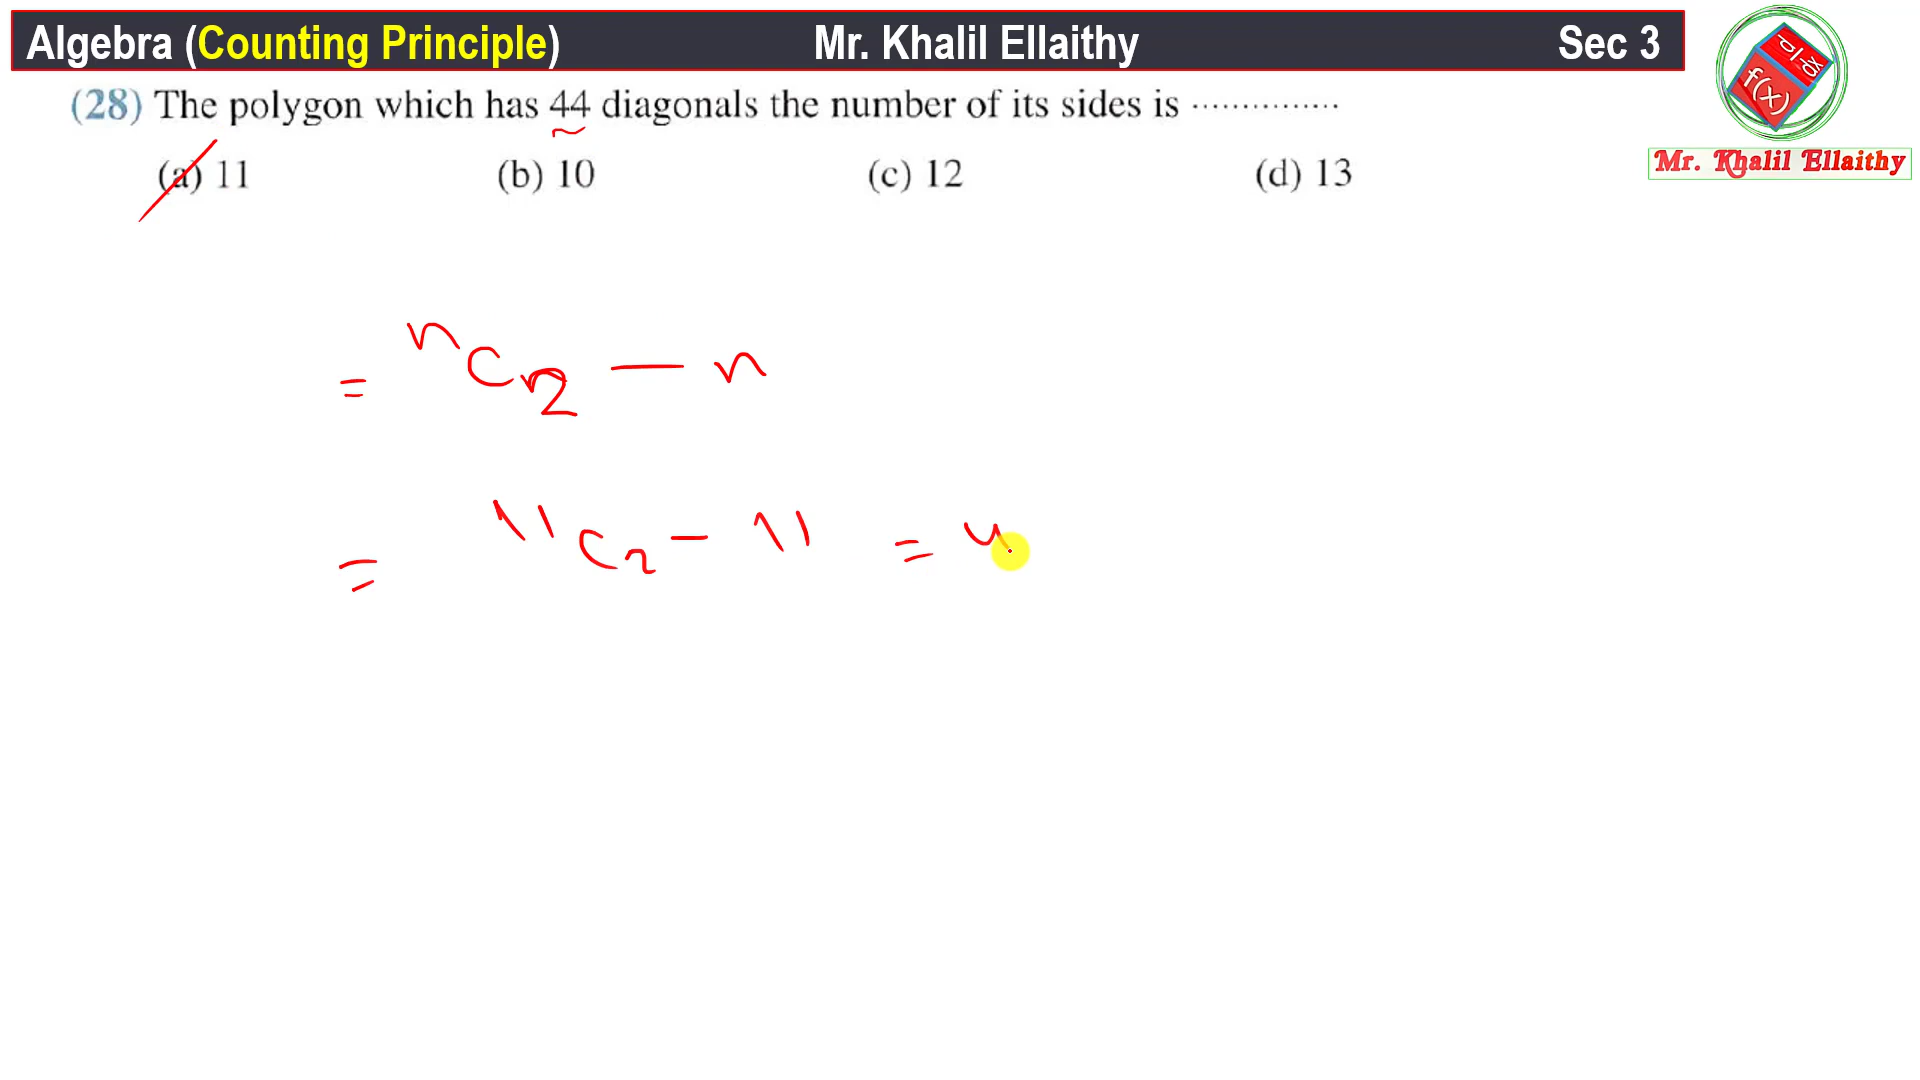 Algebra (Counting Principle) Mr. Khalil Ellaithy Sec 3
f(x)
Mr. Khalil Ellaithy
(28) The polygon which has 44 diagonals the number of its sides is ...............
(a) 11 (b) 10 (c) 12 (d) 13
= ⁿC₂ — n
= ¹¹C₂ - 11 = 4